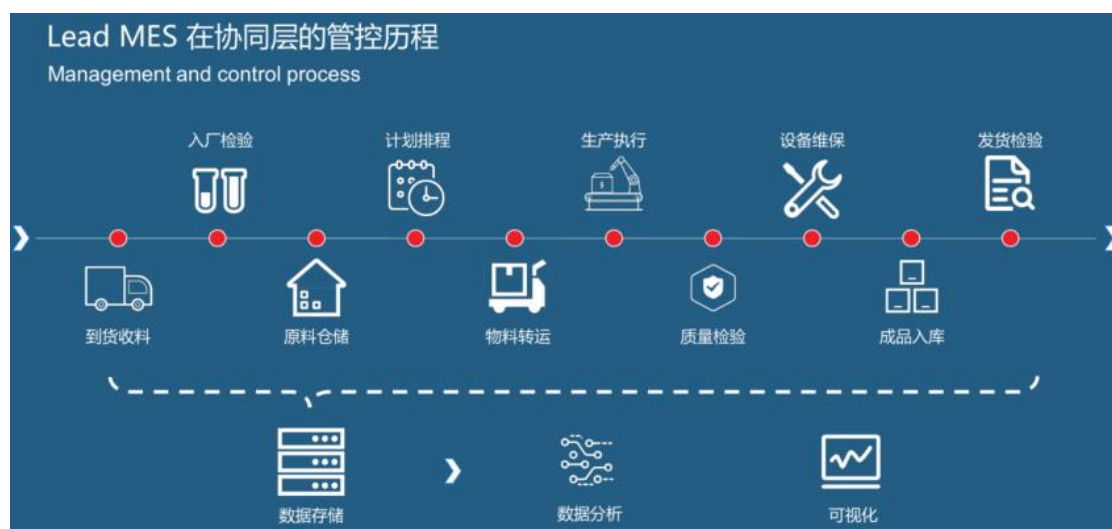 Lead MES 在协同层的管控历程
Management and control process
入厂检验
计划排程
生产执行
设备维保
发货检验
到货收料
原料仓储
物料转运
质量检验
成品入库
数据存储
数据分析
可视化